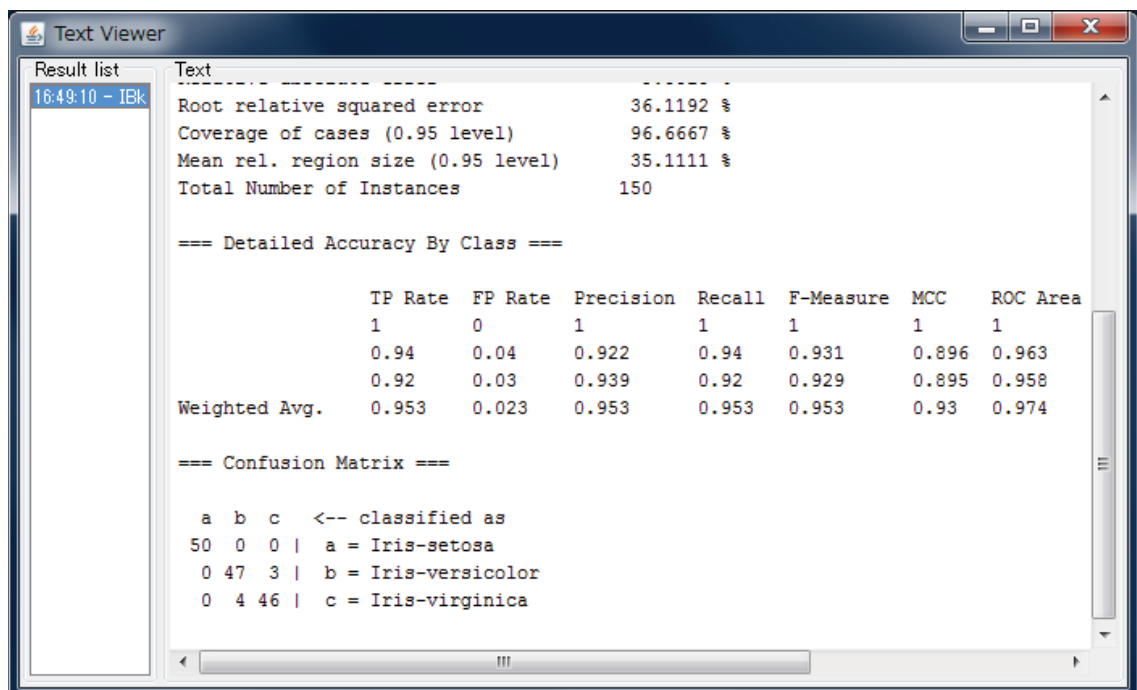 Text Viewer
Result list
Text
16:49:10 - IBk
Root relative squared error 36.1192 %
Coverage of cases (0.95 level) 96.6667 %
Mean rel. region size (0.95 level) 35.1111 %
Total Number of Instances 150
=== Detailed Accuracy By Class ===
TP Rate FP Rate Precision Recall F-Measure MCC ROC Area
1 0 1 1 1 1 1
0.94 0.04 0.922 0.94 0.931 0.896 0.963
0.92 0.03 0.939 0.92 0.929 0.895 0.958
Weighted Avg. 0.953 0.023 0.953 0.953 0.953 0.93 0.974
=== Confusion Matrix ===
a b c <-- classified as
50 0 0 | a = Iris-setosa
0 47 3 | b = Iris-versicolor
0 4 46 | c = Iris-virginica